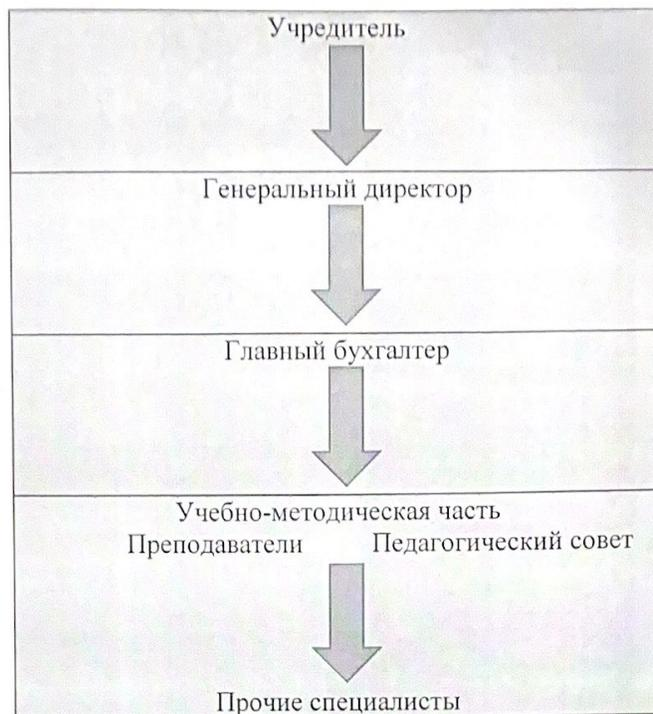 Учредитель
Генеральный директор
Главный бухгалтер
Учебно-методическая часть
Преподаватели Педагогический совет
Прочие специалисты